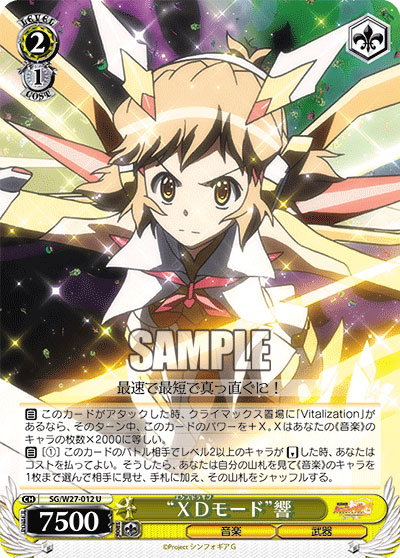 LEVEL
2
1
COST
SAMPLE
最速で最短で真っ直ぐに！
自 このカードがアタックした時、クライマックス置場に「Vitalization」が
あるなら、そのターン中、このカードのパワーを＋X。Xはあなたの《音楽》の
キャラの枚数×2000に等しい。
自 ［①］ このカードのバトル相手でレベル2以上のキャラが
した時、あなたは
コストを払ってよい。そうしたら、あなたは自分の山札を見て《音楽》のキャラを
1枚まで選んで相手に見せ、手札に加え、その山札をシャッフルする。
CH SG/W27-012 U
エクスドライブ
“XDモード”響
7500
音楽 武器
©Project シンフォギアG